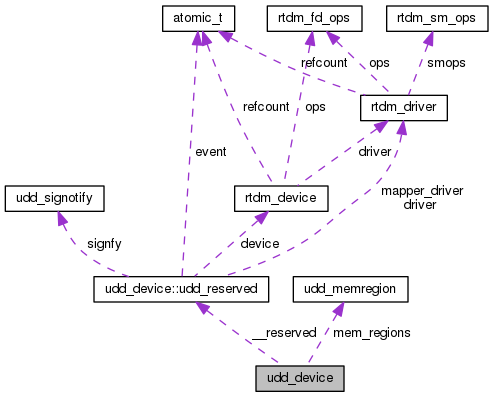 atomic_t
rtdm_fd_ops
rtdm_sm_ops
refcount
ops
smops
rtdm_driver
refcount
ops
event
driver
udd_signotify
rtdm_device
mapper_driver
driver
signfy
device
udd_device::udd_reserved
udd_memregion
__reserved
mem_regions
udd_device